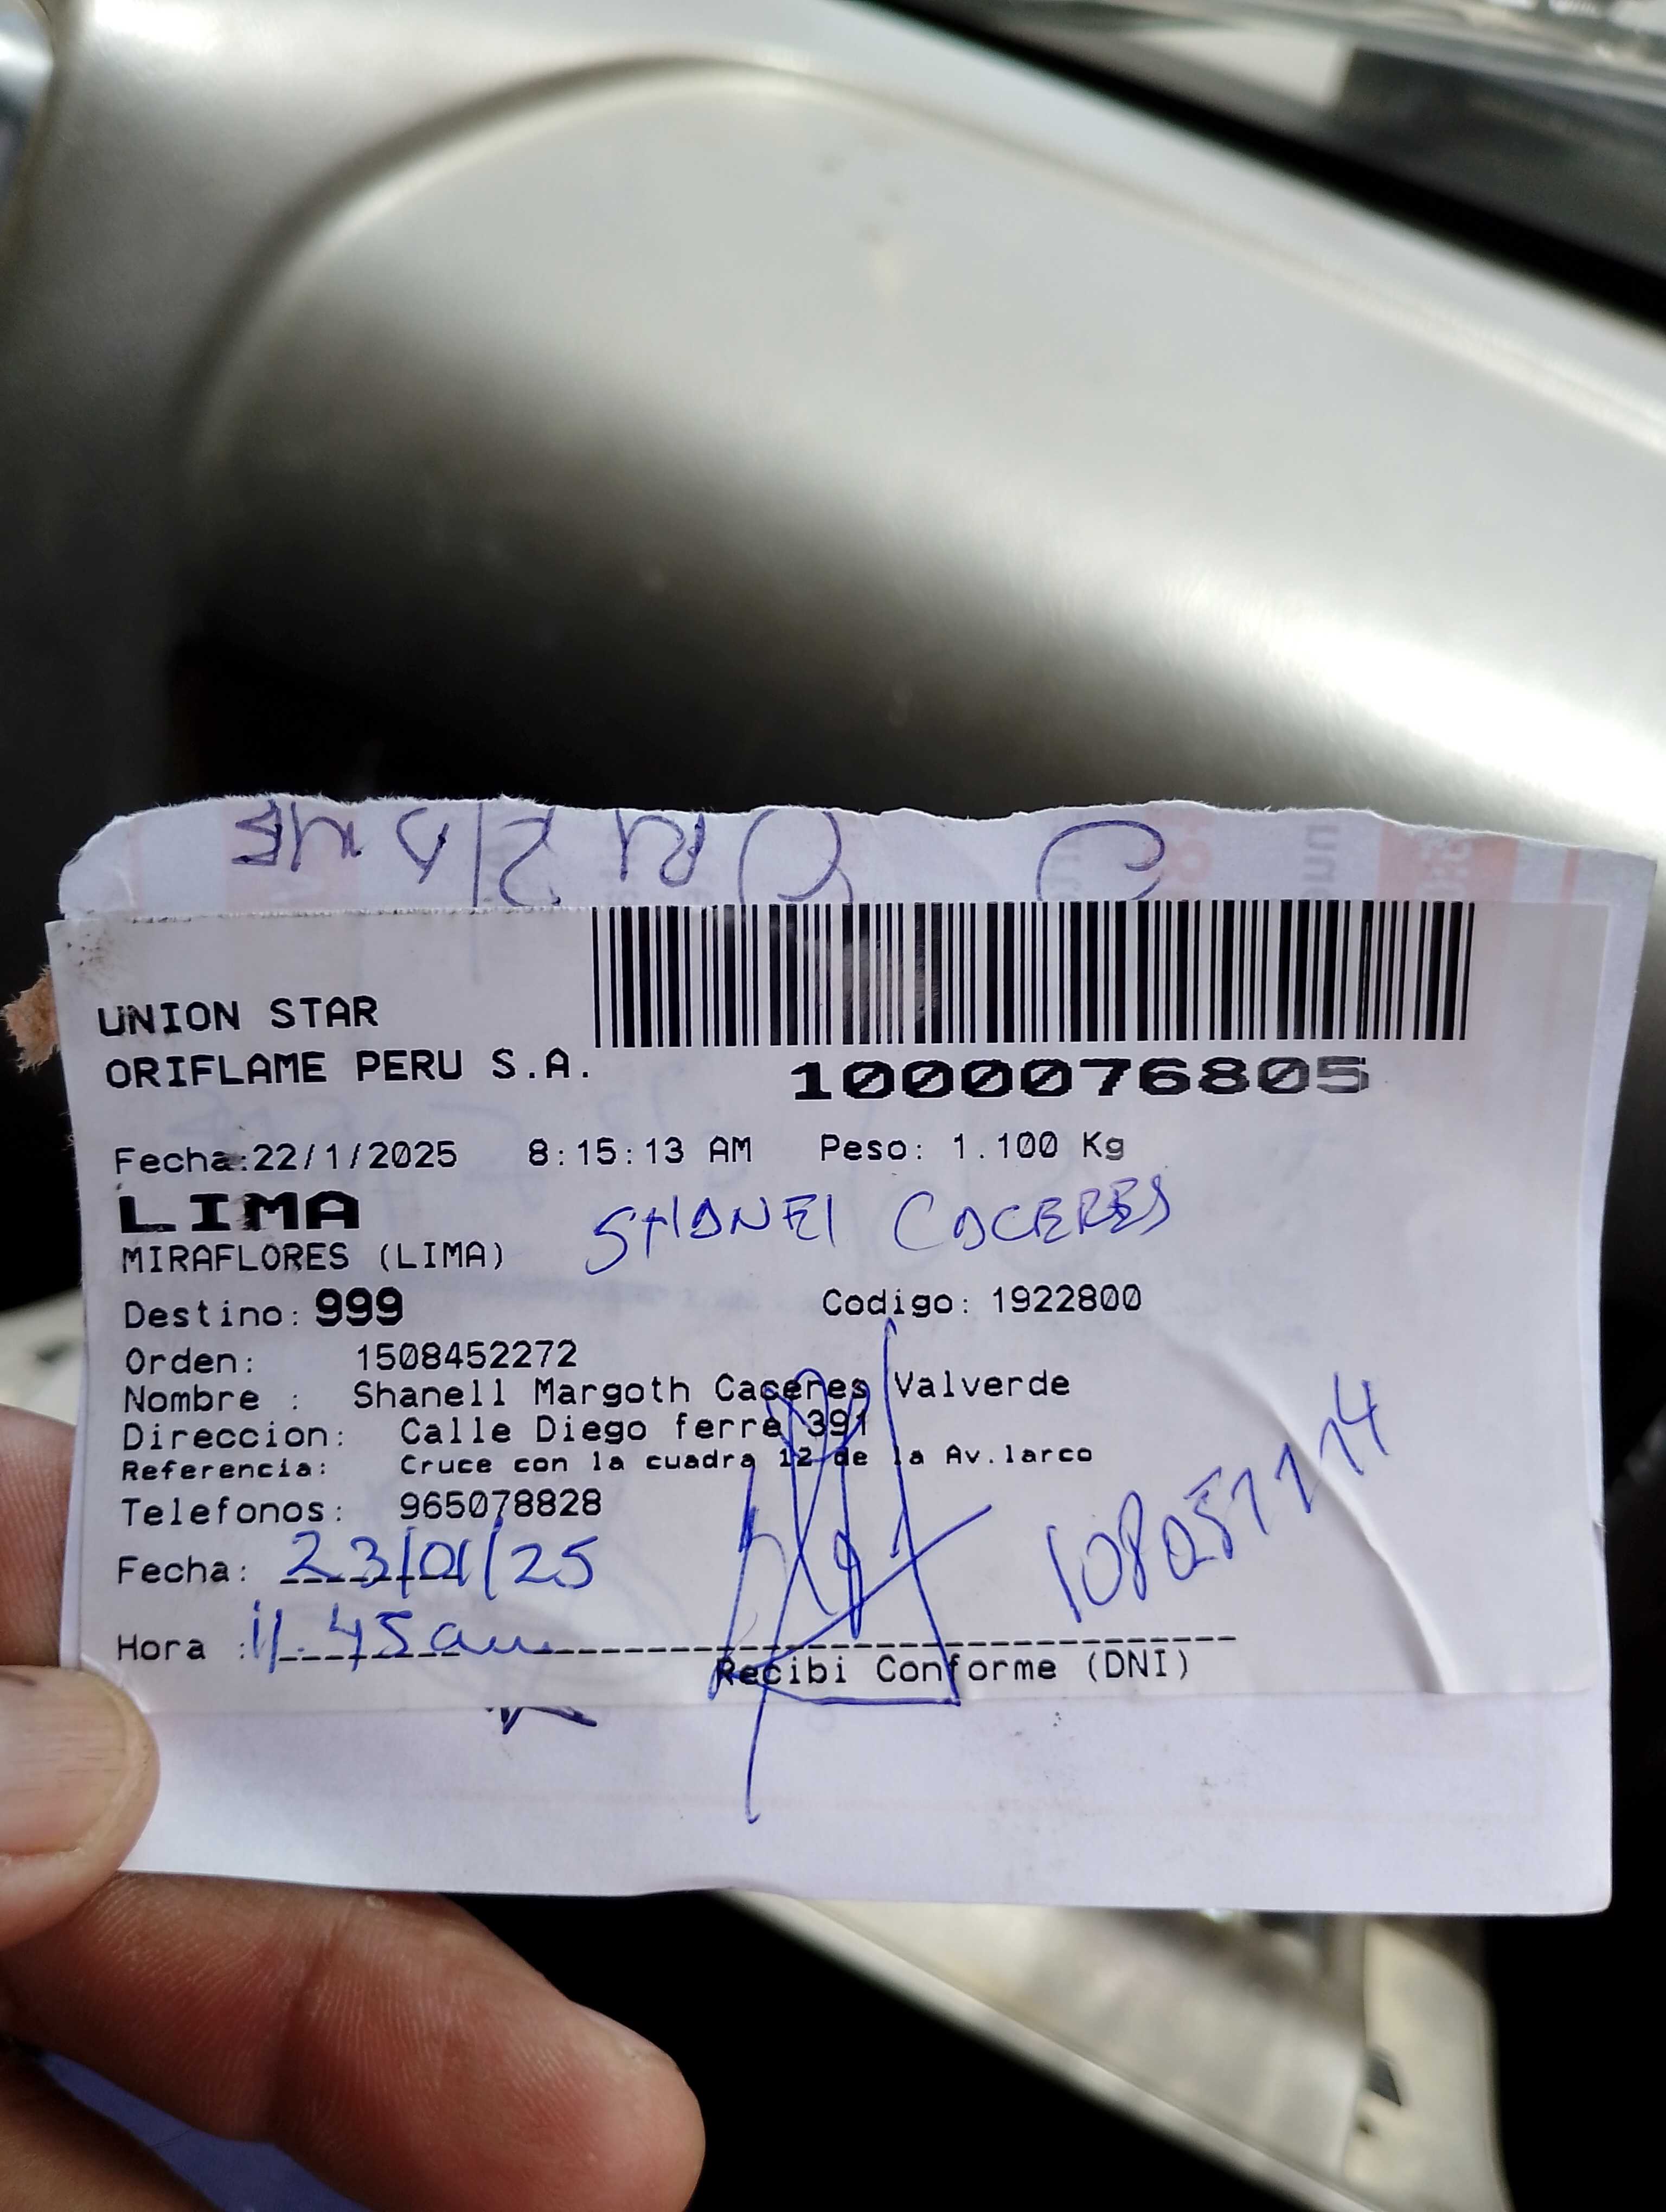 UNION STAR
ORIFLAME PERU S.A.
1000076805
Fecha:22/1/2025 8:15:13 AM Peso: 1.100 Kg
LIMA
SHANEl CACERES
MIRAFLORES (LIMA)
Destino: 999 Codigo: 1922800
Orden: 1508452272
Nombre : Shanell Margoth Caceres Valverde
Direccion: Calle Diego ferre 391
Referencia: Cruce con la cuadra 12 de la Av.larco
Telefonos: 965078828
Fecha: 23/01/25
Hora : 11.45am
Recibi Conforme (DNI)